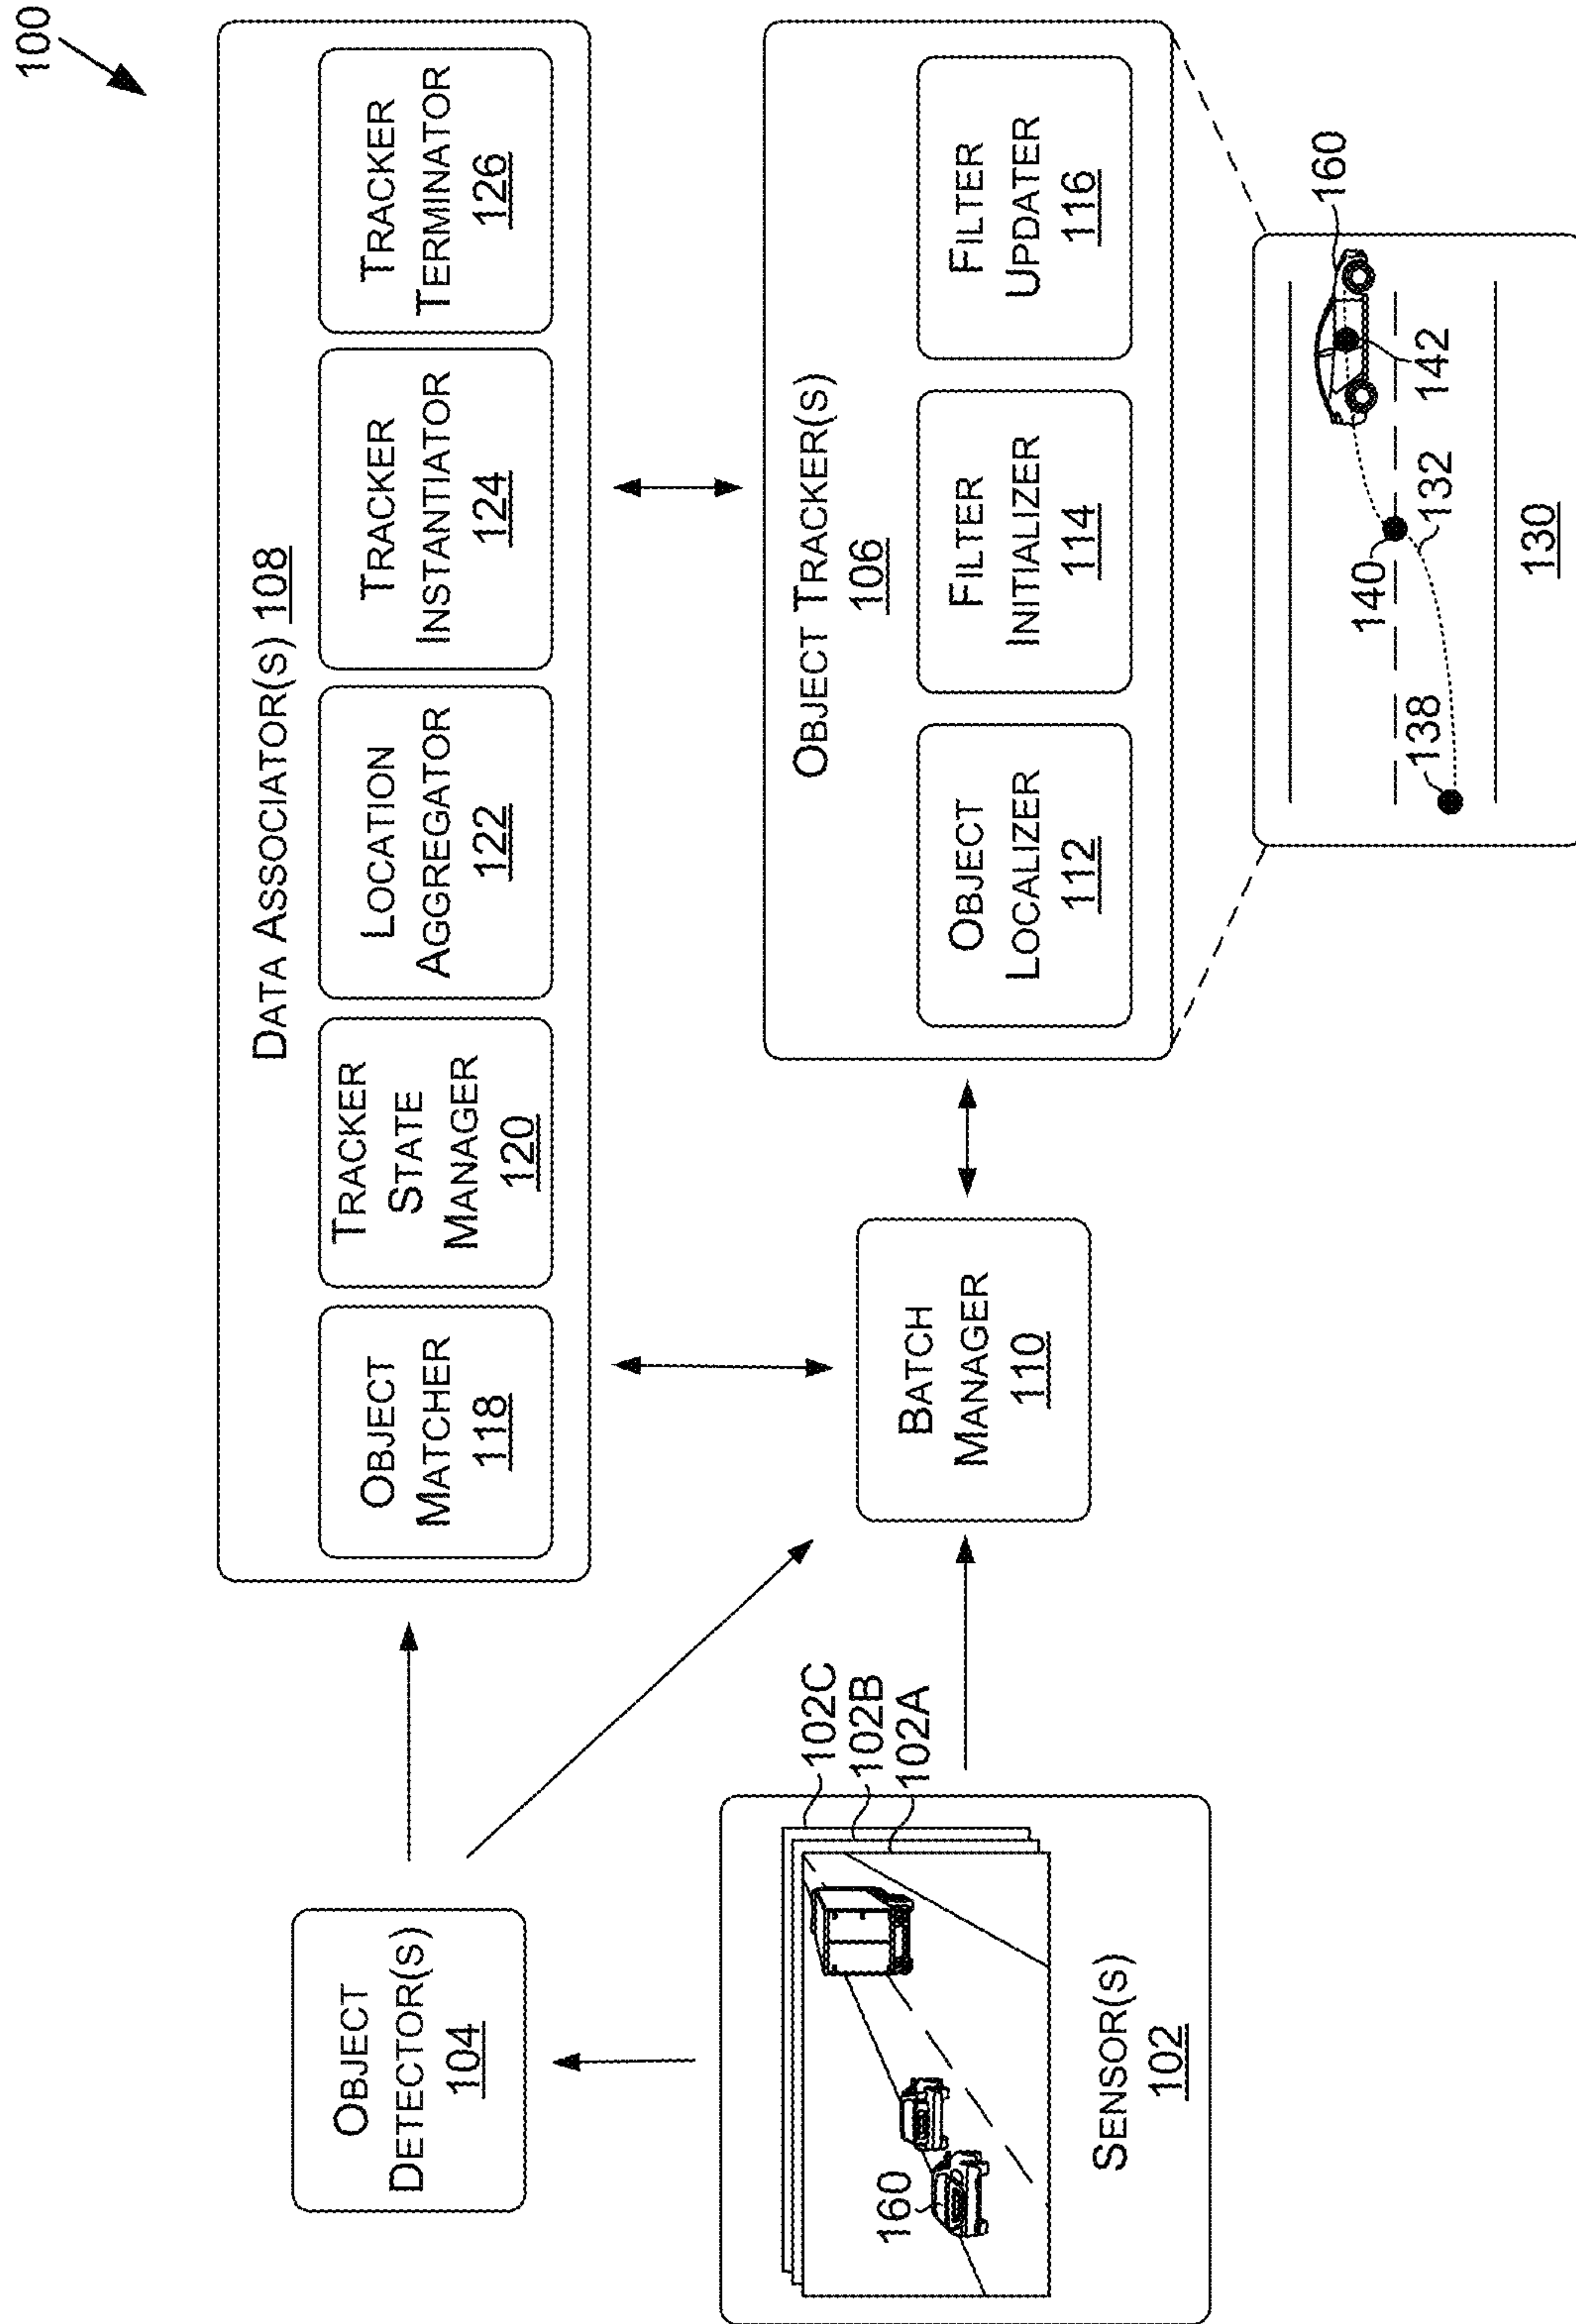 100
DATA ASSOCIATOR(S) 108
OBJECT
MATCHER
118
TRACKER
STATE
MANAGER
120
LOCATION
AGGREGATOR
122
TRACKER
INSTANTIATOR
124
TRACKER
TERMINATOR
126
OBJECT
DETECTOR(S)
104
BATCH
MANAGER
110
OBJECT TRACKER(S)
106
OBJECT
LOCALIZER
112
FILTER
INITIALIZER
114
FILTER
UPDATER
116
102C
102B
102A
160
SENSOR(S)
102
138
140
132
142
160
130